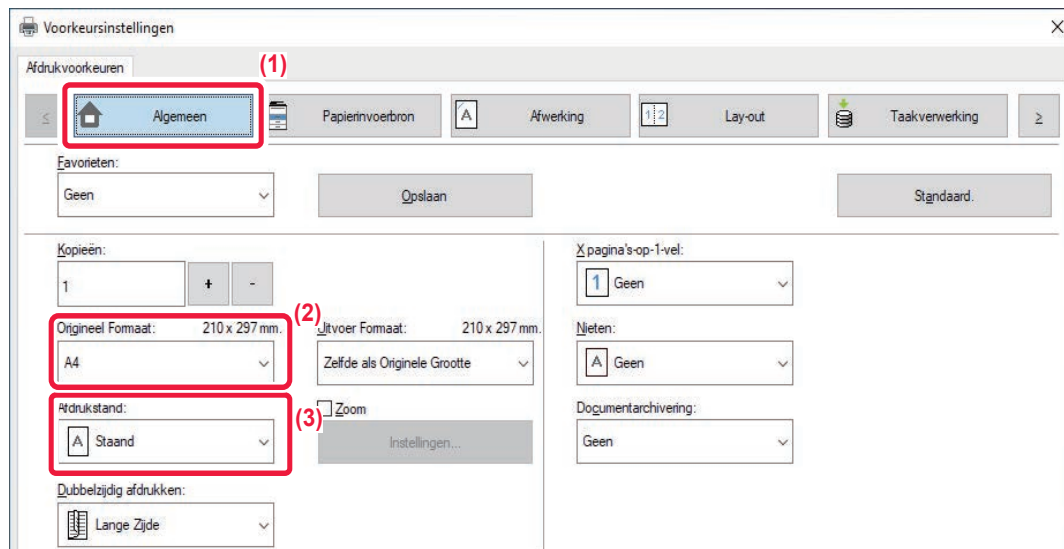 Voorkeursinstellingen
Afdrukvoorkeuren
(1)
Algemeen
Papierinvoerbron
Afwerking
Lay-out
Taakverwerking
Favorieten:
Geen
Opslaan
Standaard.
Kopieën:
1
+
-
X pagina's-op-1-vel:
1
Geen
Origineel Formaat:
210 x 297 mm.
(2)
A4
Uitvoer Formaat:
210 x 297 mm.
Zelfde als Originele Grootte
Nieten:
Geen
Afdrukstand:
(3)
Staand
Zoom
Instellingen...
Documentarchivering:
Geen
Dubbelzijdig afdrukken:
Lange Zijde